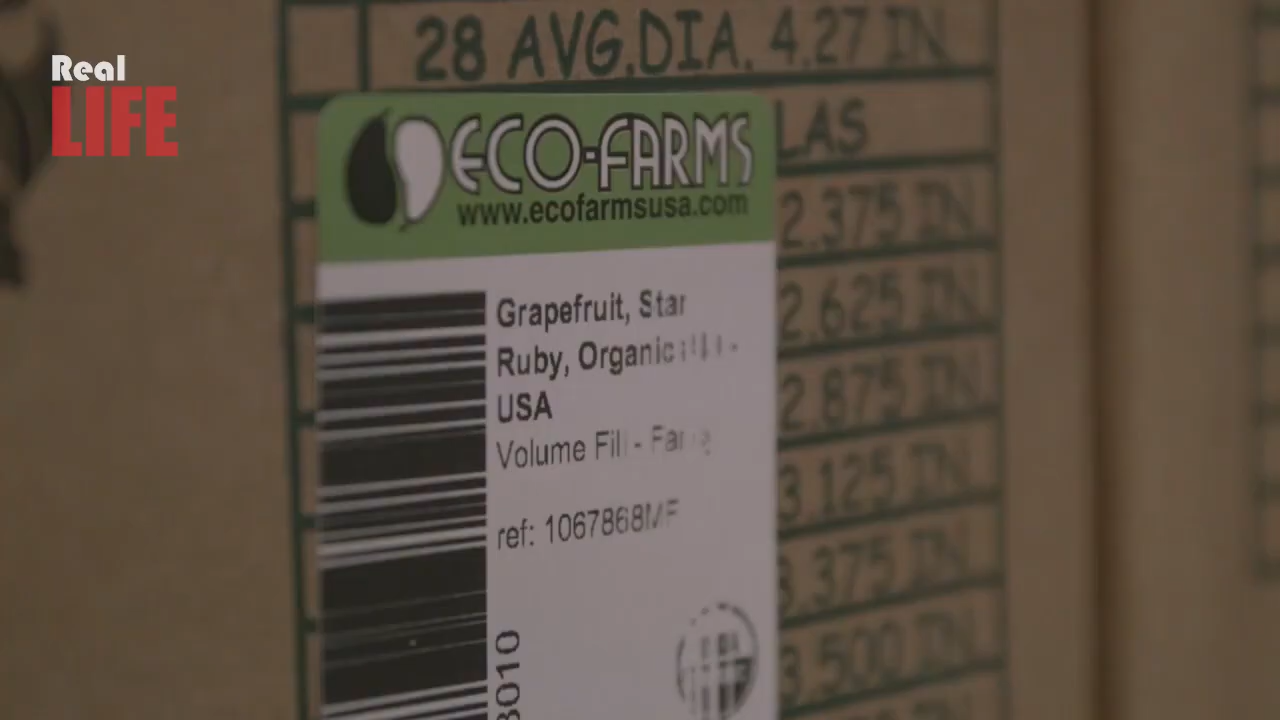 Real
LIFE
28 AVG.DIA. 4.27 IN
ECO-FARMS
www.ecofarmsusa.com
LAS
2.375 IN
2.625 IN
2.875 IN
3.125 IN
3.375 IN
3.500 IN
Grapefruit, Star
Ruby, Organic
USA
Volume Fill -
ref: 1067868MF
3010